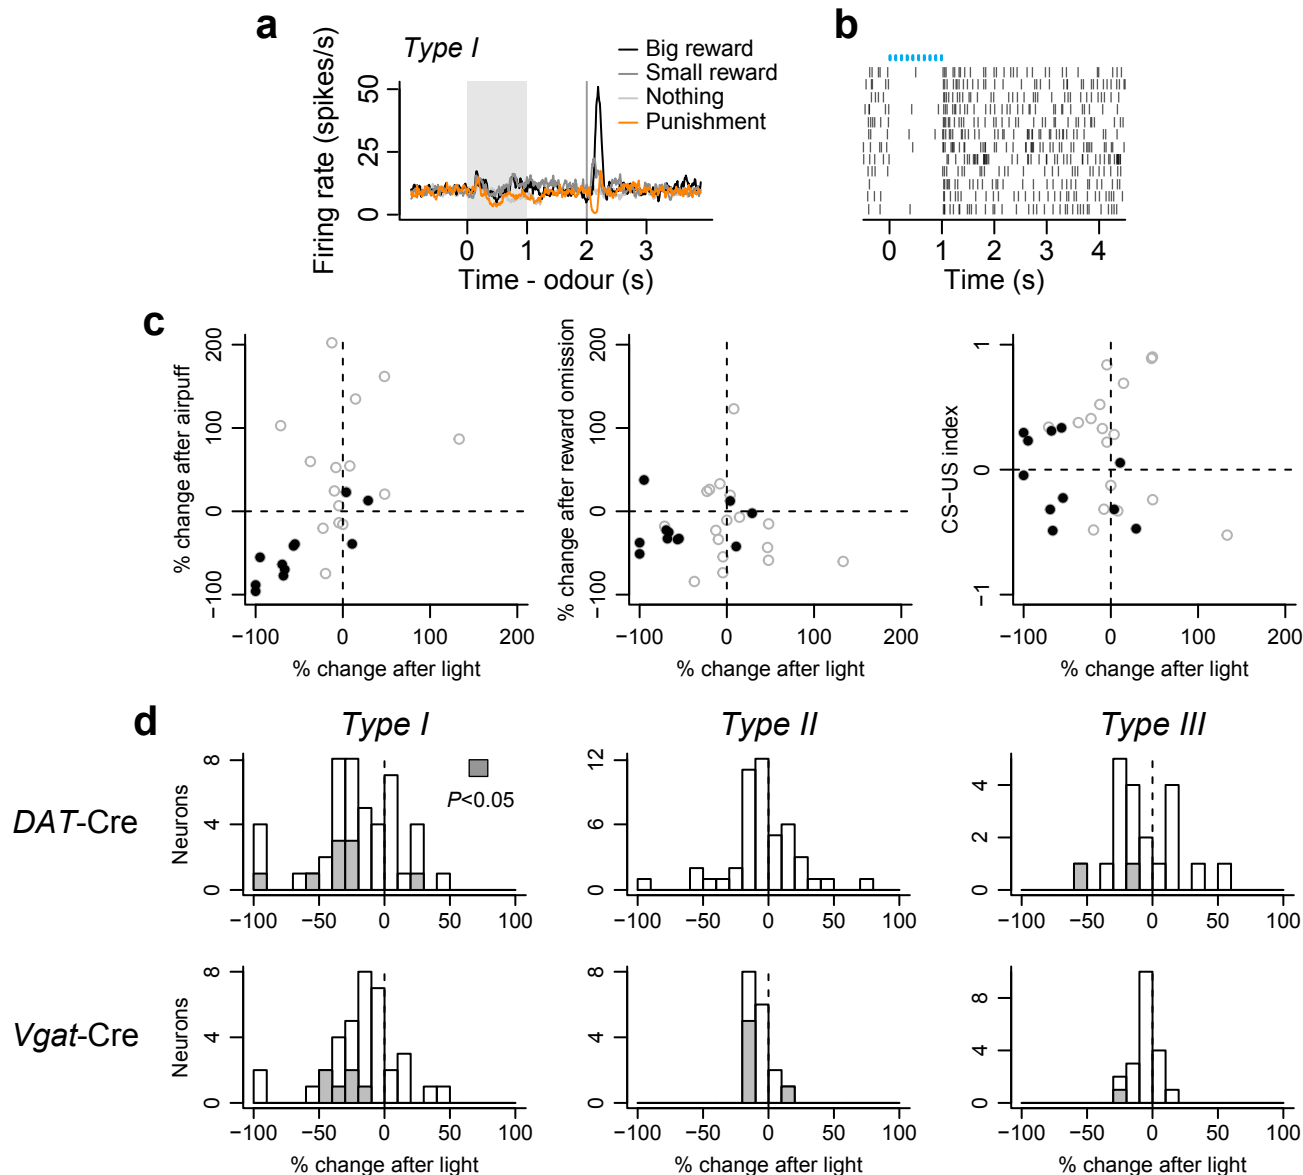 a
Type I
Big reward
Small reward
Nothing
Punishment
Firing rate (spikes/s)
0 25 50
0 1 2 3
Time - odour (s)
b
0 1 2 3 4
Time (s)
c
% change after airpuff
−100 0 100 200
−100 0 100 200
% change after light
% change after reward omission
−100 0 100 200
−100 0 100 200
% change after light
CS−US index
−1 0 1
−100 0 100 200
% change after light
d
Type I
Type II
Type III
DAT-Cre
Neurons
0 4 8
P<0.05
−100 −50 0 50 100
0 6 12
−100 −50 0 50 100
0 2 4
−100 −50 0 50 100
Vgat-Cre
Neurons
0 4 8
−100 −50 0 50 100
% change after light
0 4 8
−100 −50 0 50 100
% change after light
0 4 8
−100 −50 0 50 100
% change after light